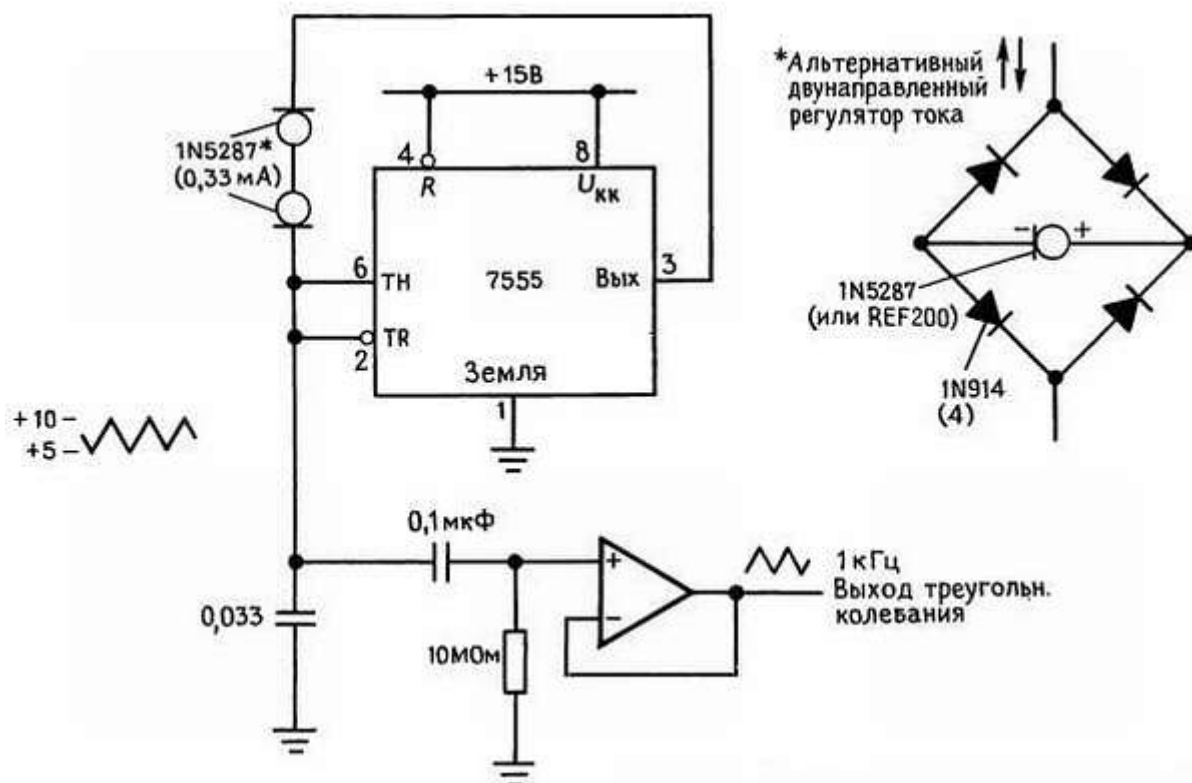 +15В
*Альтернативный
двунаправленный
регулятор тока
1N5287*
(0,33 мА)
4
8
R
Uкк
6
TH
7555
Вых
3
TR
2
Земля
1
- +
1N5287
(или REF200)
1N914
(4)
+10 –
+5 –
0,1мкФ
+
–
1кГц
Выход треугольн.
колебания
0,033
10МОм